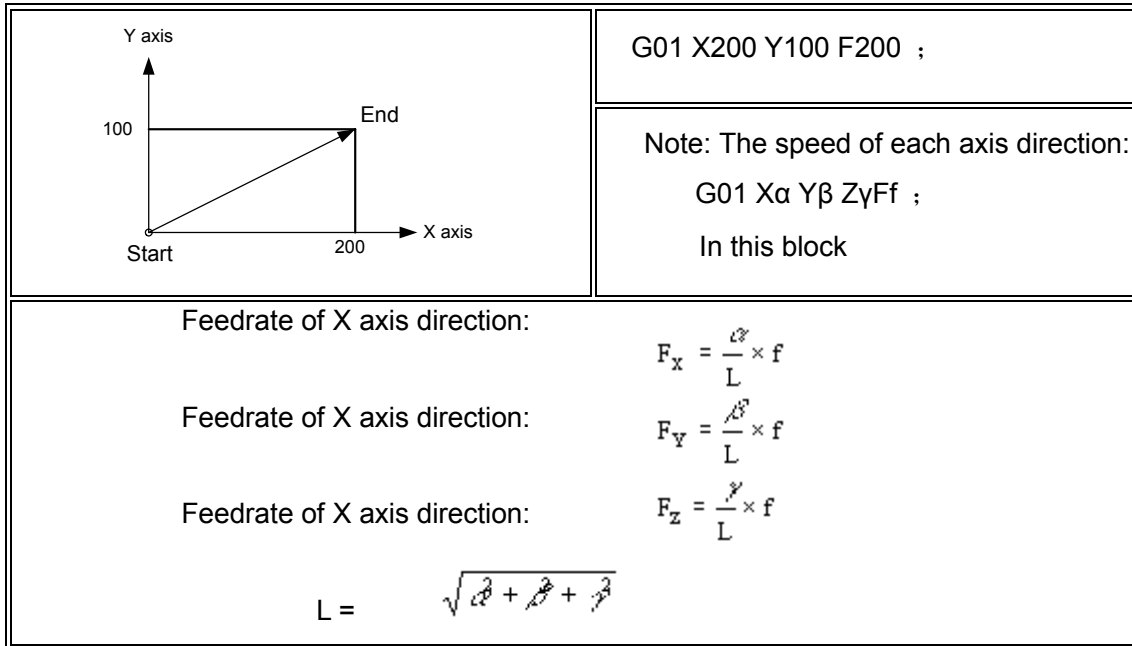 Y axis
100
End
Start
200
X axis
G01 X200 Y100 F200 ；
Note: The speed of each axis direction:
G01 Xα Yβ ZγFf ；
In this block
Feedrate of X axis direction:
F_X = α/L × f
Feedrate of X axis direction:
F_Y = β/L × f
Feedrate of X axis direction:
F_Z = γ/L × f
L = √(α² + β² + γ²)